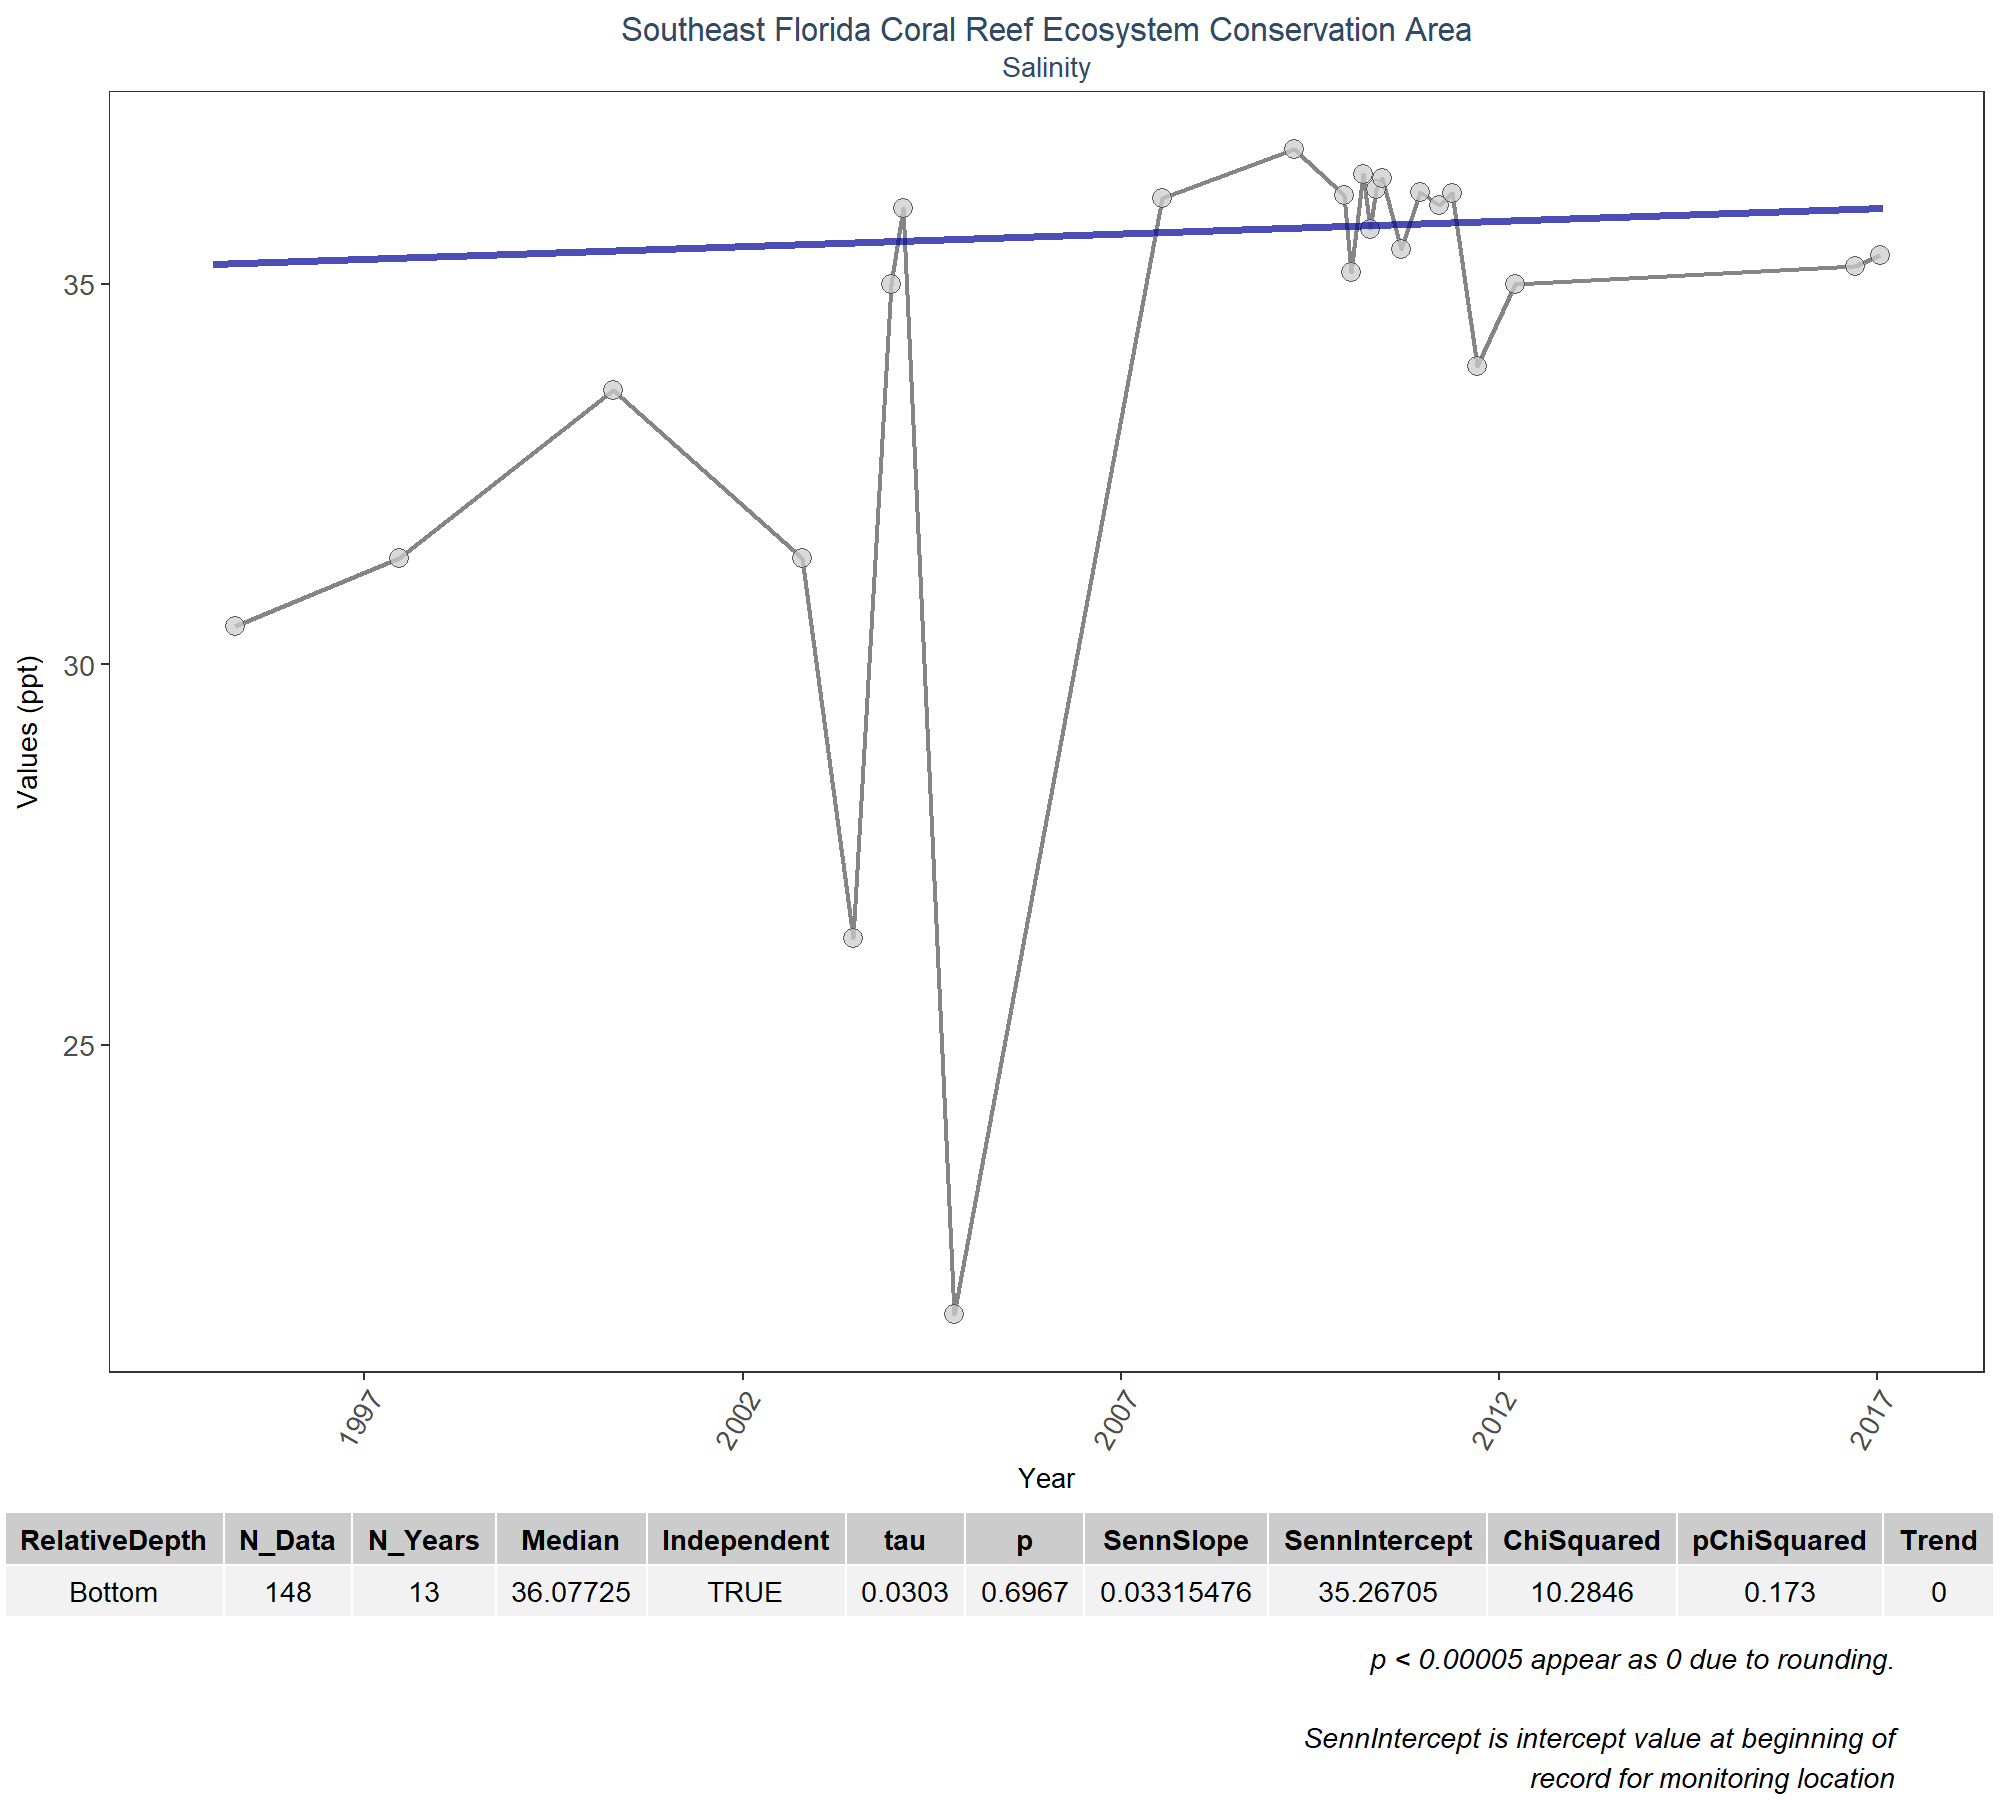 Southeast Florida Coral Reef Ecosystem Conservation Area
Salinity
35
30
25
Values (ppt)
1997
2002
2007
2012
2017
Year
RelativeDepth N_Data N_Years Median Independent tau p SennSlope SennIntercept ChiSquared pChiSquared Trend
Bottom 148 13 36.07725 TRUE 0.0303 0.6967 0.03315476 35.26705 10.2846 0.173 0
p < 0.00005 appear as 0 due to rounding.
SennIntercept is intercept value at beginning of
record for monitoring location